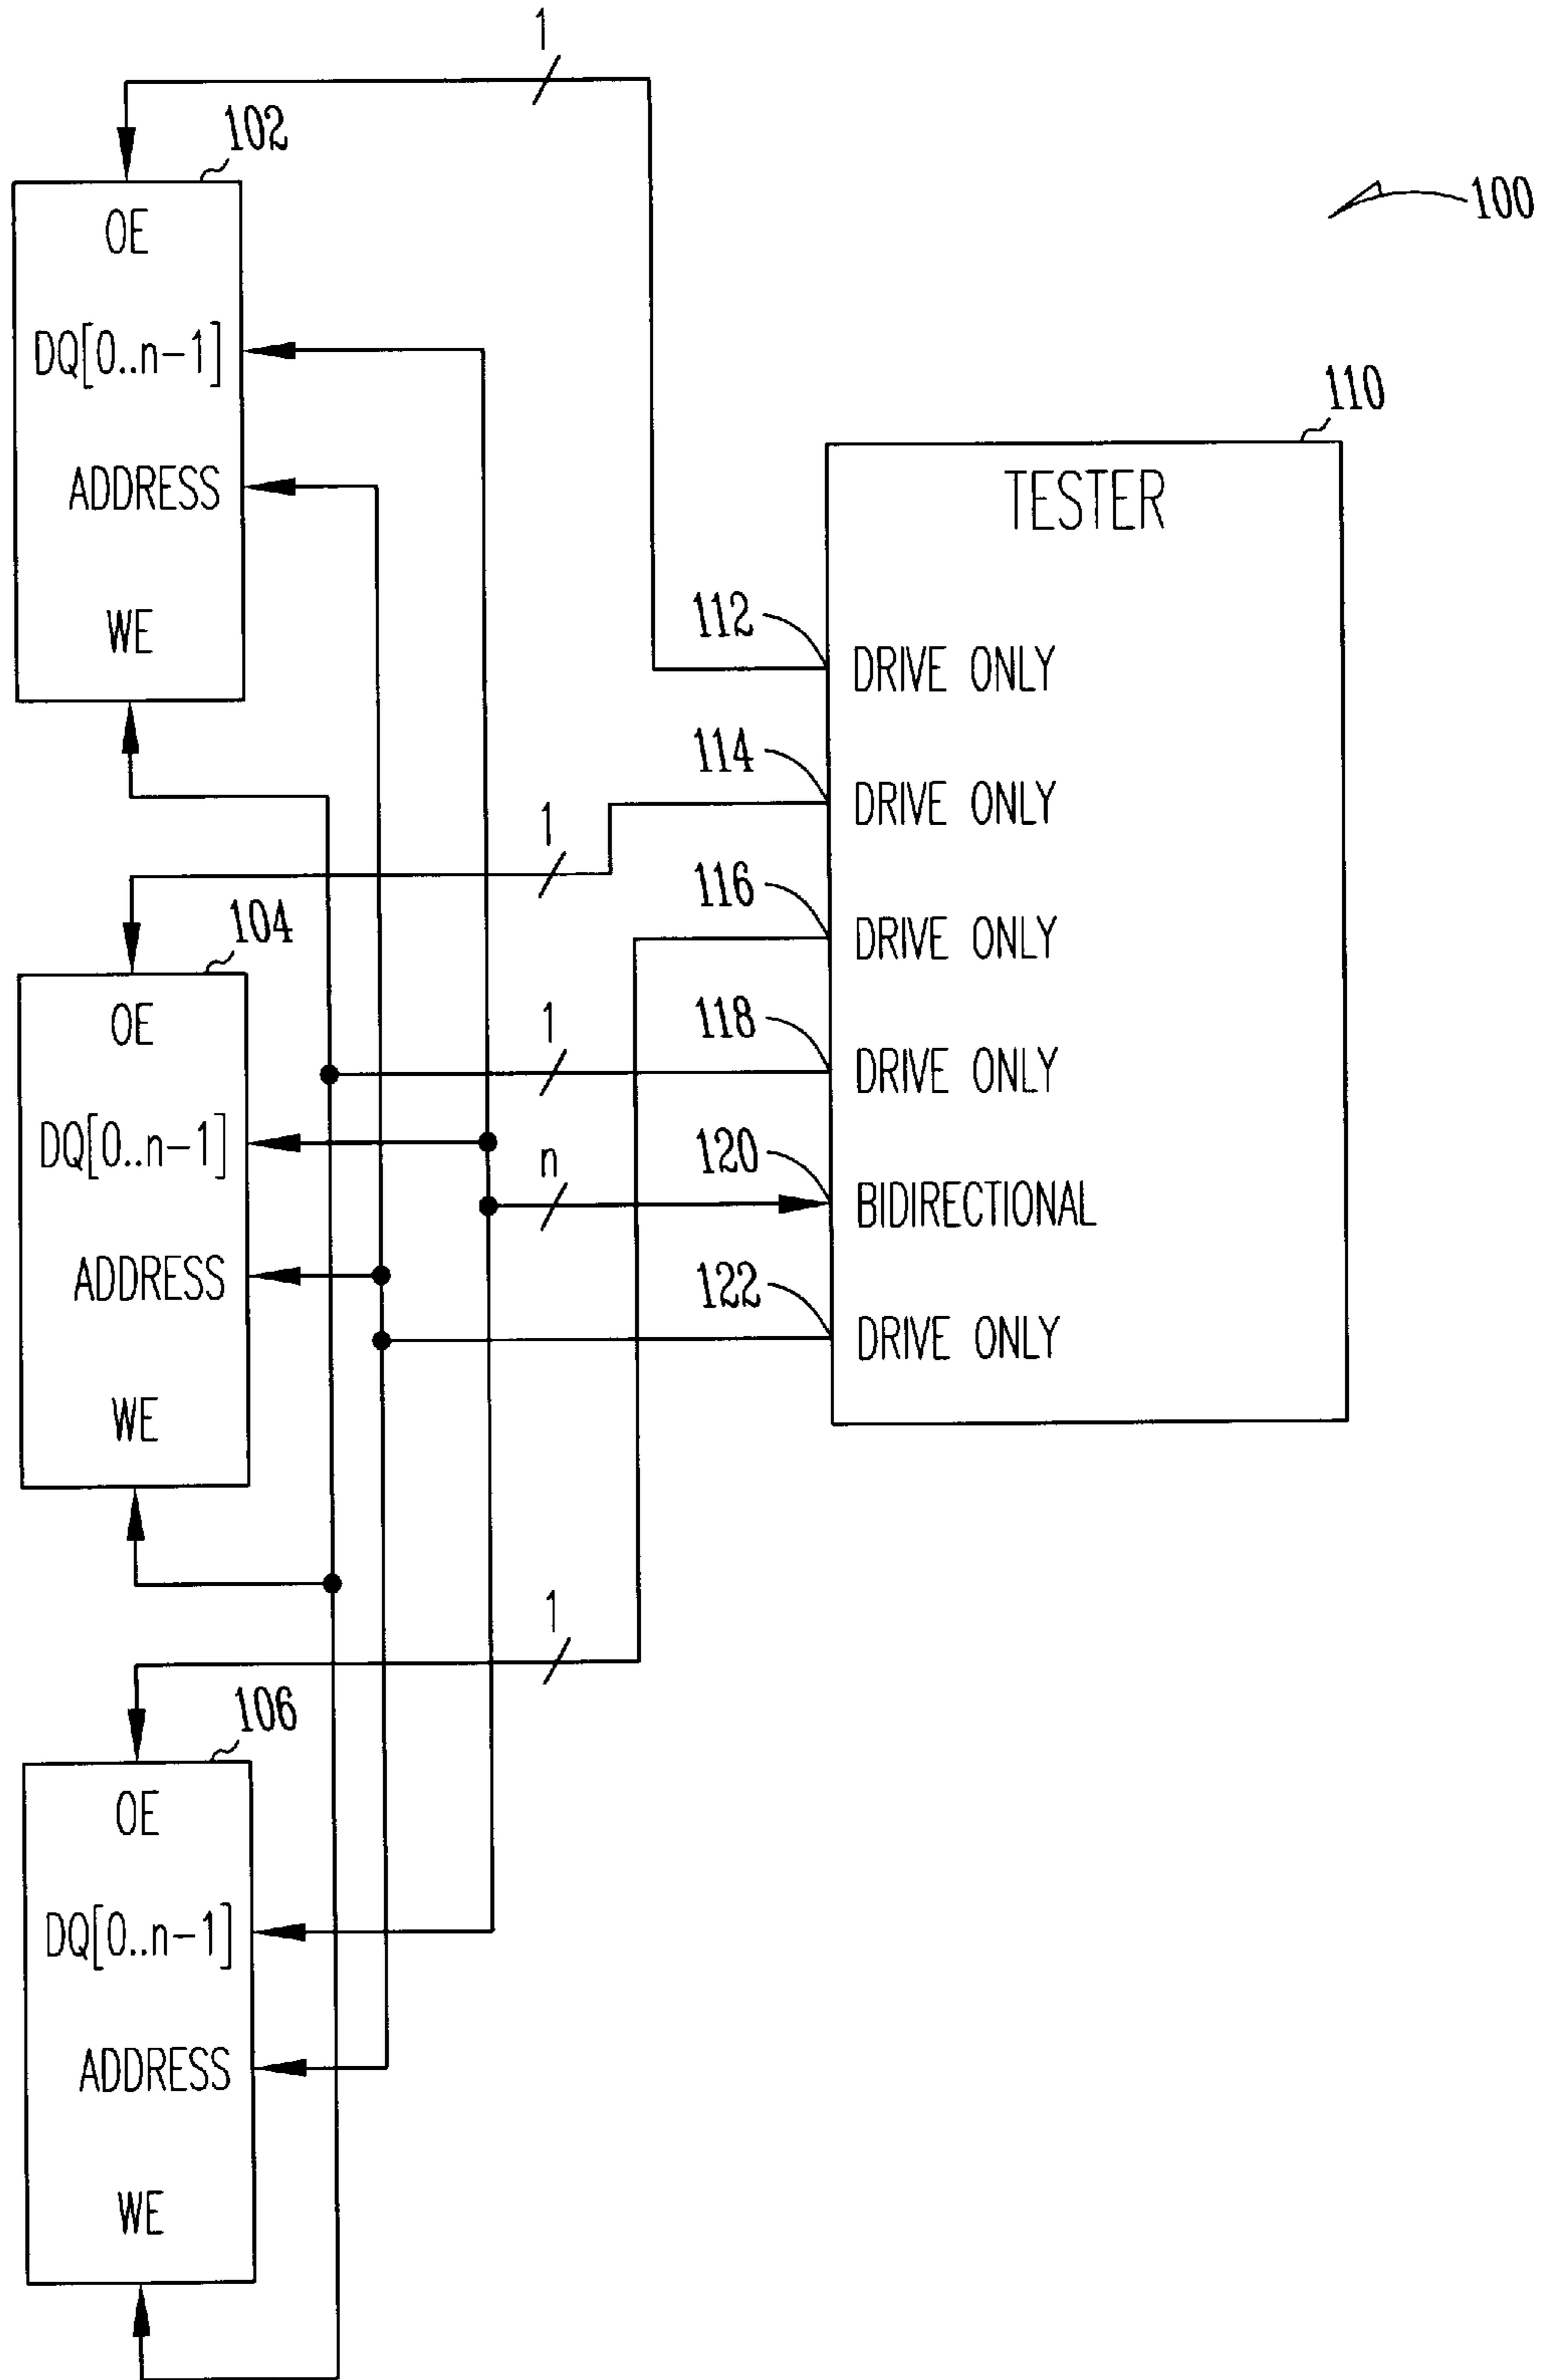 1
102
OE
DQ[0..n-1]
ADDRESS
WE
100
110
TESTER
112
DRIVE ONLY
114
DRIVE ONLY
1
116
DRIVE ONLY
104
OE
DQ[0..n-1]
ADDRESS
WE
1
118
DRIVE ONLY
n
120
BIDIRECTIONAL
122
DRIVE ONLY
1
106
OE
DQ[0..n-1]
ADDRESS
WE